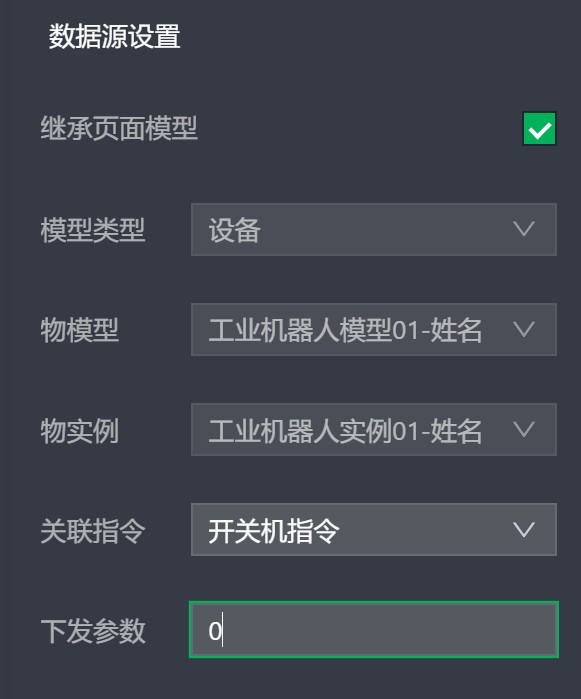 数据源设置
继承页面模型
模型类型 设备
物模型 工业机器人模型01-姓名
物实例 工业机器人实例01-姓名
关联指令 开关机指令
下发参数 0